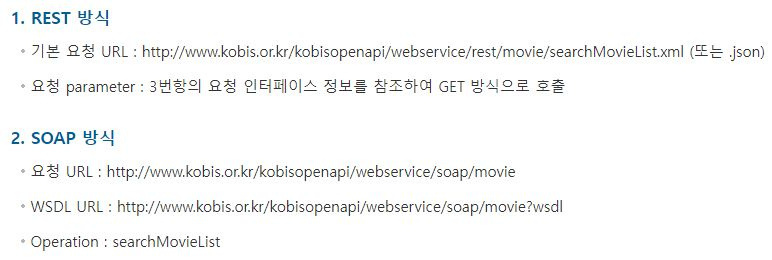 1. REST 방식
◦ 기본 요청 URL : http://www.kobis.or.kr/kobisopenapi/webservice/rest/movie/searchMovieList.xml (또는 .json)
◦ 요청 parameter : 3번항의 요청 인터페이스 정보를 참조하여 GET 방식으로 호출
2. SOAP 방식
◦ 요청 URL : http://www.kobis.or.kr/kobisopenapi/webservice/soap/movie
◦ WSDL URL : http://www.kobis.or.kr/kobisopenapi/webservice/soap/movie?wsdl
◦ Operation : searchMovieList